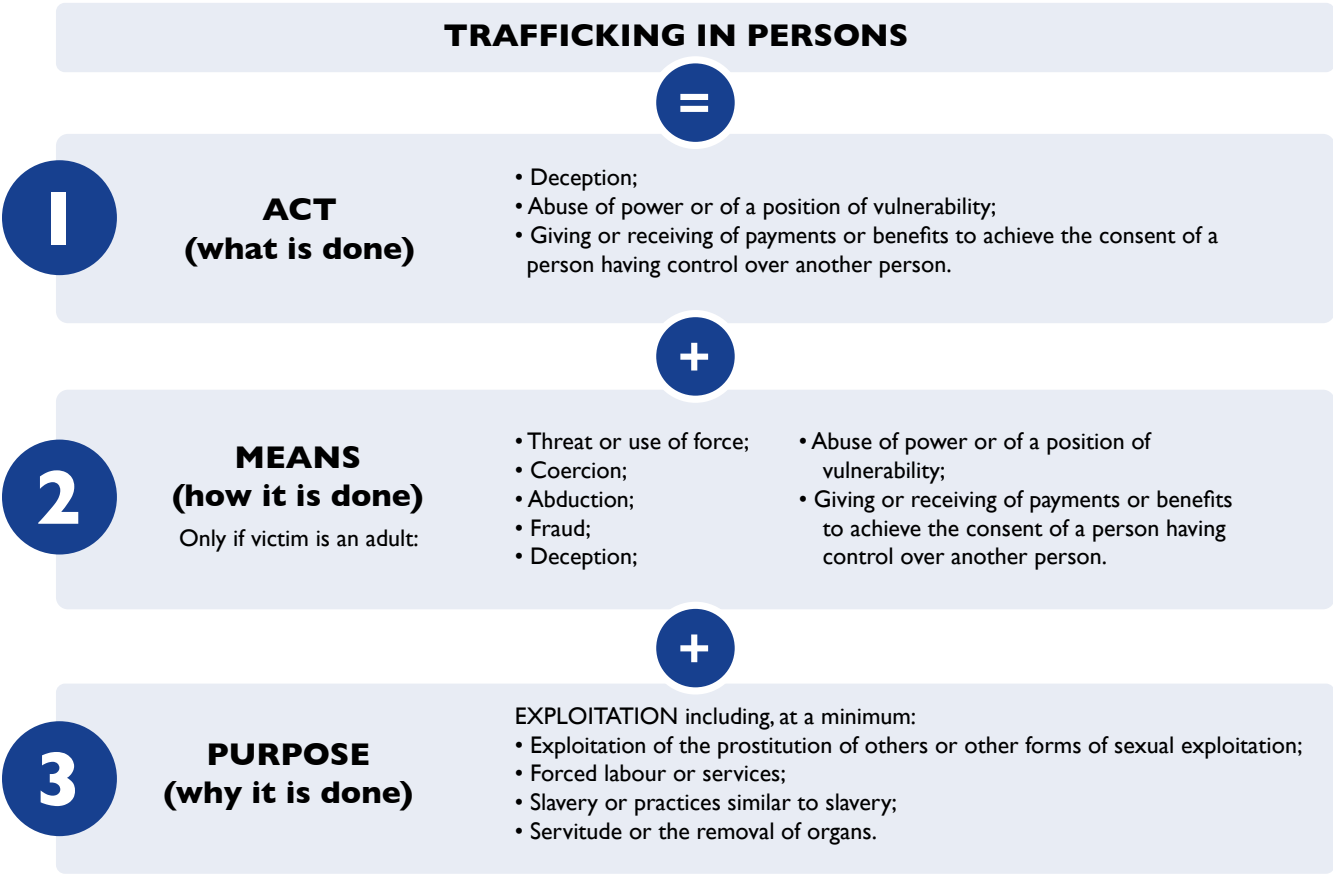 TRAFFICKING IN PERSONS
=
1
ACT
(what is done)
• Deception;
• Abuse of power or of a position of vulnerability;
• Giving or receiving of payments or benefits to achieve the consent of a
person having control over another person.
+
2
MEANS
(how it is done)
Only if victim is an adult:
• Threat or use of force;
• Coercion;
• Abduction;
• Fraud;
• Deception;
• Abuse of power or of a position of
vulnerability;
• Giving or receiving of payments or benefits
to achieve the consent of a person having
control over another person.
+
3
PURPOSE
(why it is done)
EXPLOITATION including, at a minimum:
• Exploitation of the prostitution of others or other forms of sexual exploitation;
• Forced labour or services;
• Slavery or practices similar to slavery;
• Servitude or the removal of organs.